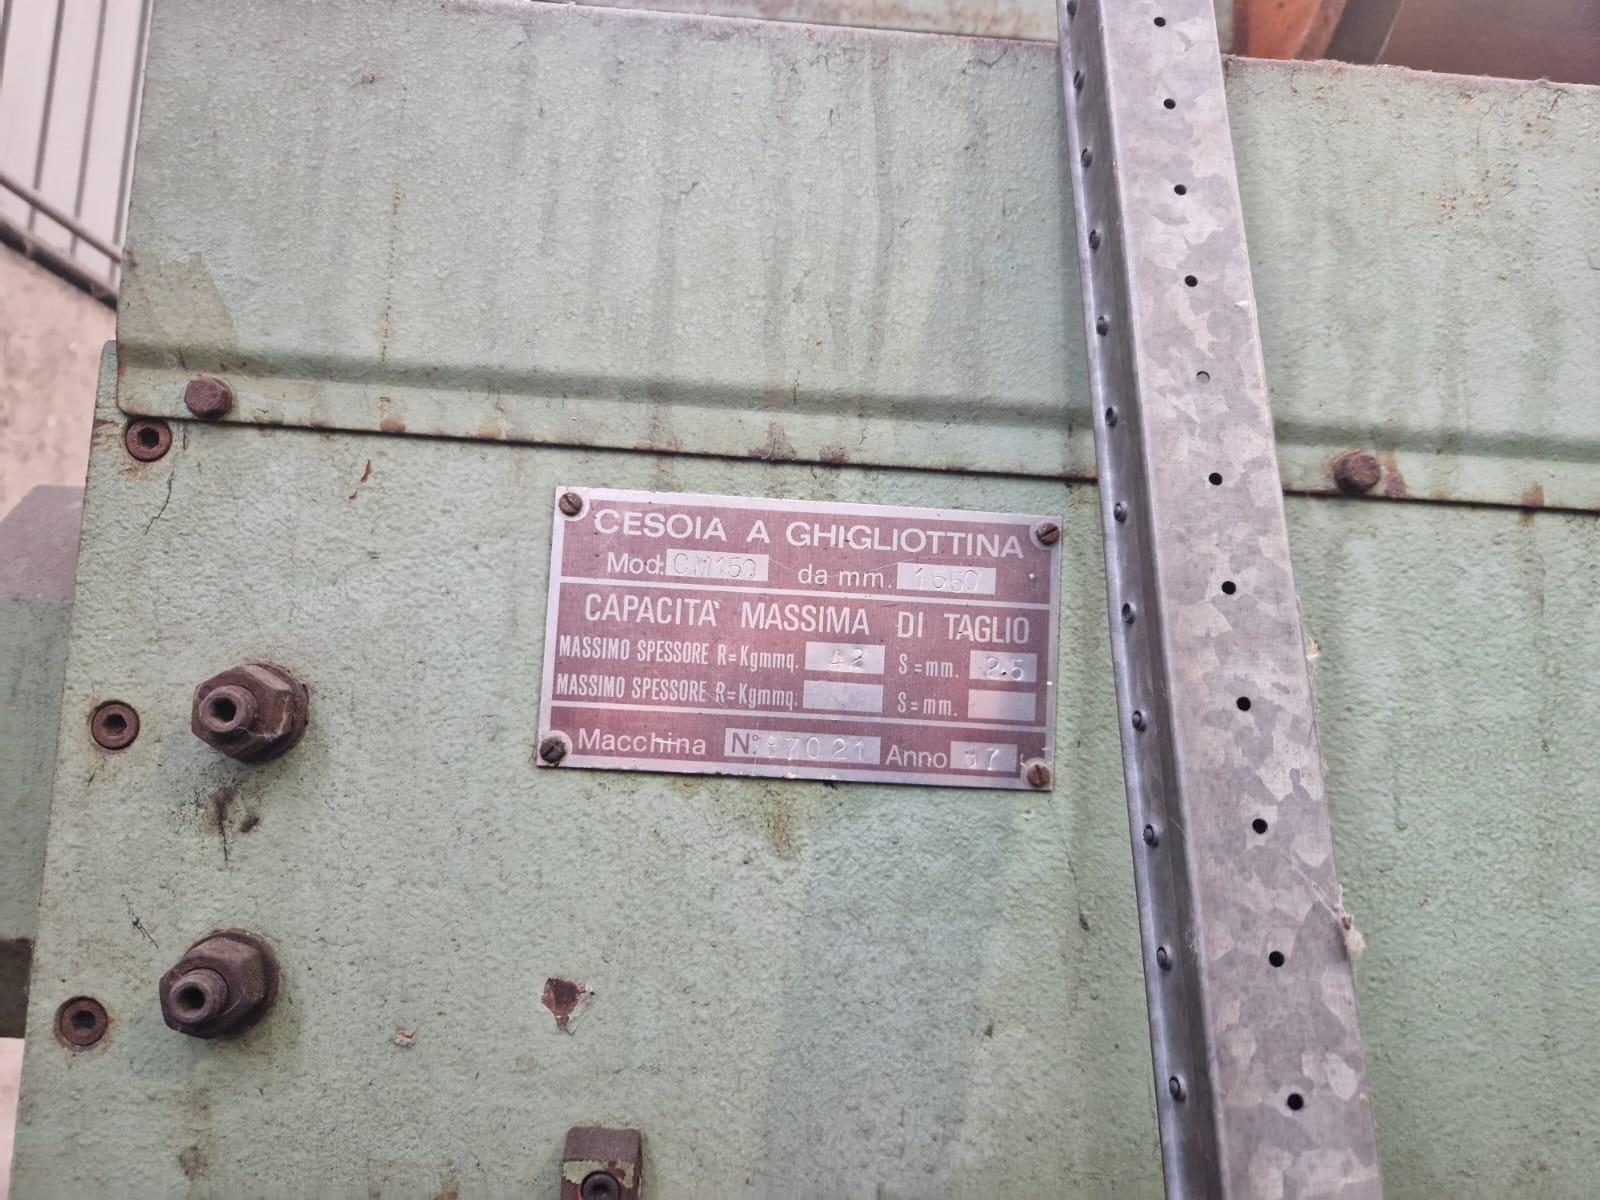 CESOIA A GHIGLIOTTINA
Mod. CM150 da mm. 1550
CAPACITA' MASSIMA DI TAGLIO
MASSIMO SPESSORE R=Kgmmq. 42 S=mm. 2.5
MASSIMO SPESSORE R=Kgmmq. S=mm.
Macchina N.° 87021 Anno 87